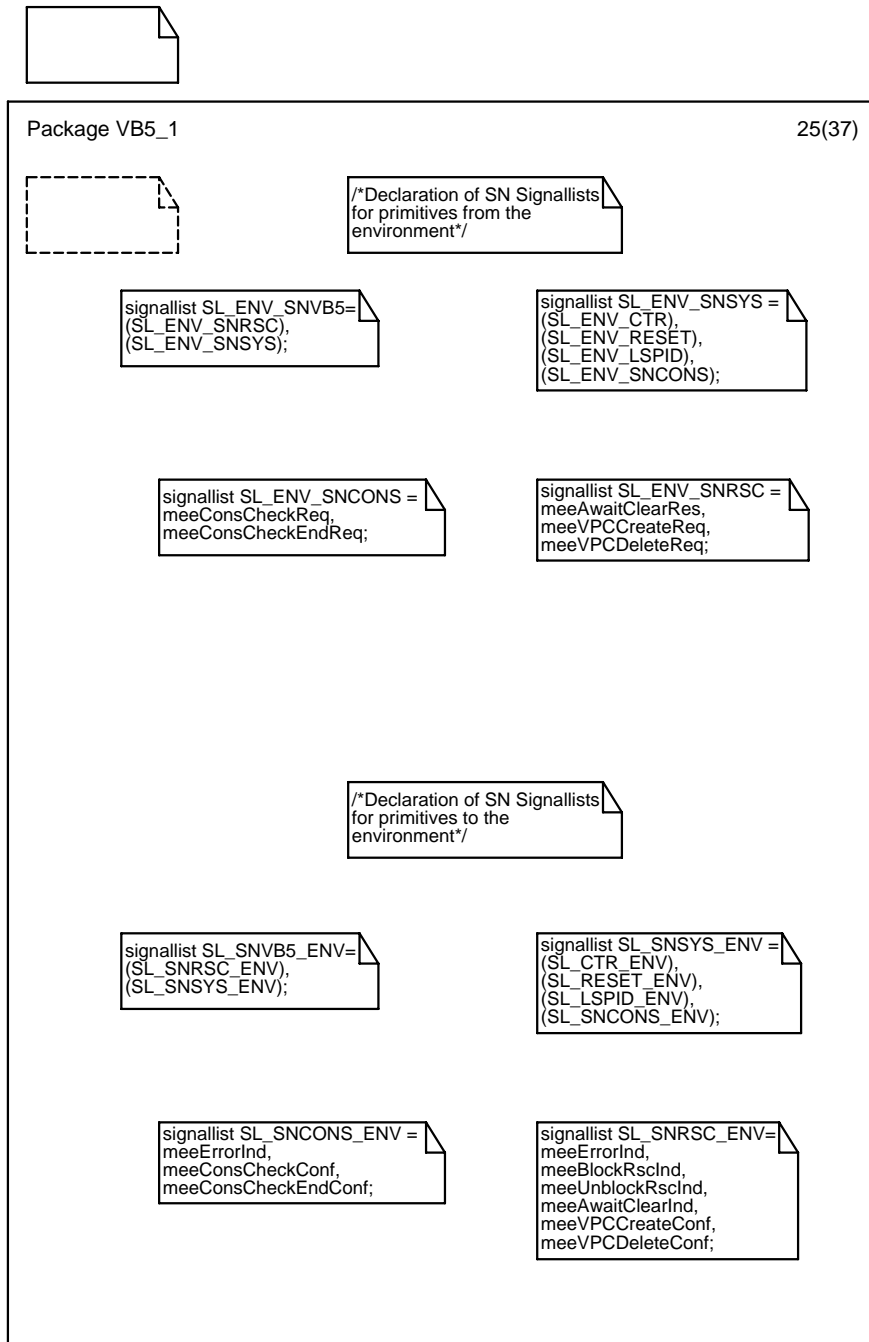 Package VB5_1
25(37)
/*Declaration of SN Signallists
for primitives from the
environment*/
signallist SL_ENV_SNVB5=
(SL_ENV_SNRSC),
(SL_ENV_SNSYS);
signallist SL_ENV_SNSYS =
(SL_ENV_CTR),
(SL_ENV_RESET),
(SL_ENV_LSPID),
(SL_ENV_SNCONS);
signallist SL_ENV_SNCONS =
meeConsCheckReq,
meeConsCheckEndReq;
signallist SL_ENV_SNRSC =
meeAwaitClearRes,
meeVPCCreateReq,
meeVPCDeleteReq;
/*Declaration of SN Signallists
for primitives to the
environment*/
signallist SL_SNVB5_ENV=
(SL_SNRSC_ENV),
(SL_SNSYS_ENV);
signallist SL_SNSYS_ENV =
(SL_CTR_ENV),
(SL_RESET_ENV),
(SL_LSPID_ENV),
(SL_SNCONS_ENV);
signallist SL_SNCONS_ENV =
meeErrorInd,
meeConsCheckConf,
meeConsCheckEndConf;
signallist SL_SNRSC_ENV=
meeErrorInd,
meeBlockRscInd,
meeUnblockRscInd,
meeAwaitClearInd,
meeVPCCreateConf,
meeVPCDeleteConf;